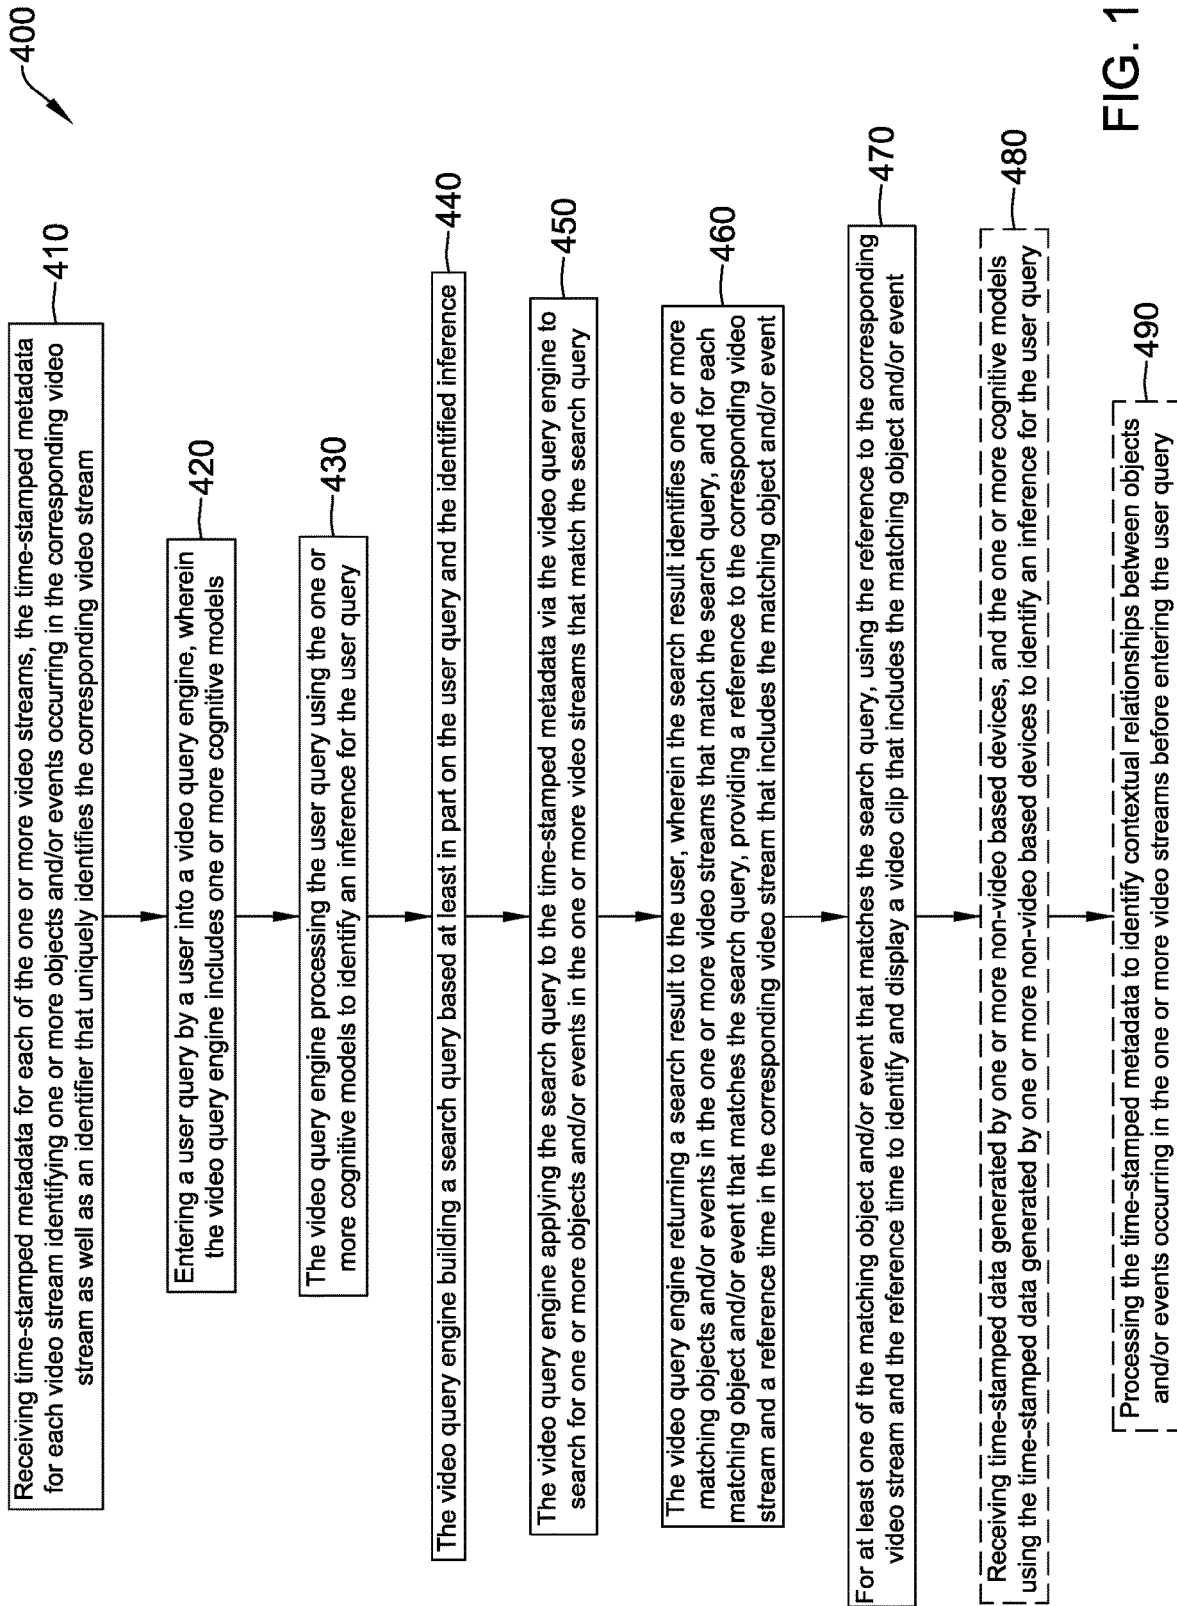 400
410
Receiving time-stamped metadata for each of the one or more video streams, the time-stamped metadata
for each video stream identifying one or more objects and/or events occurring in the corresponding video
stream as well as an identifier that uniquely identifies the corresponding video stream
420
Entering a user query by a user into a video query engine, wherein
the video query engine includes one or more cognitive models
430
The video query engine processing the user query using the one or
more cognitive models to identify an inference for the user query
440
The video query engine building a search query based at least in part on the user query and the identified inference
450
The video query engine applying the search query to the time-stamped metadata via the video query engine to
search for one or more objects and/or events in the one or more video streams that match the search query
460
The video query engine returning a search result to the user, wherein the search result identifies one or more
matching objects and/or events in the one or more video streams that match the search query, and for each
matching object and/or event that matches the search query, providing a reference to the corresponding video
stream and a reference time in the corresponding video stream that includes the matching object and/or event
470
For at least one of the matching object and/or event that matches the search query, using the reference to the corresponding
video stream and the reference time to identify and display a video clip that includes the matching object and/or event
480
Receiving time-stamped data generated by one or more non-video based devices, and the one or more cognitive models
using the time-stamped data generated by one or more non-video based devices to identify an inference for the user query
490
Processing the time-stamped metadata to identify contextual relationships between objects
and/or events occurring in the one or more video streams before entering the user query
FIG. 1